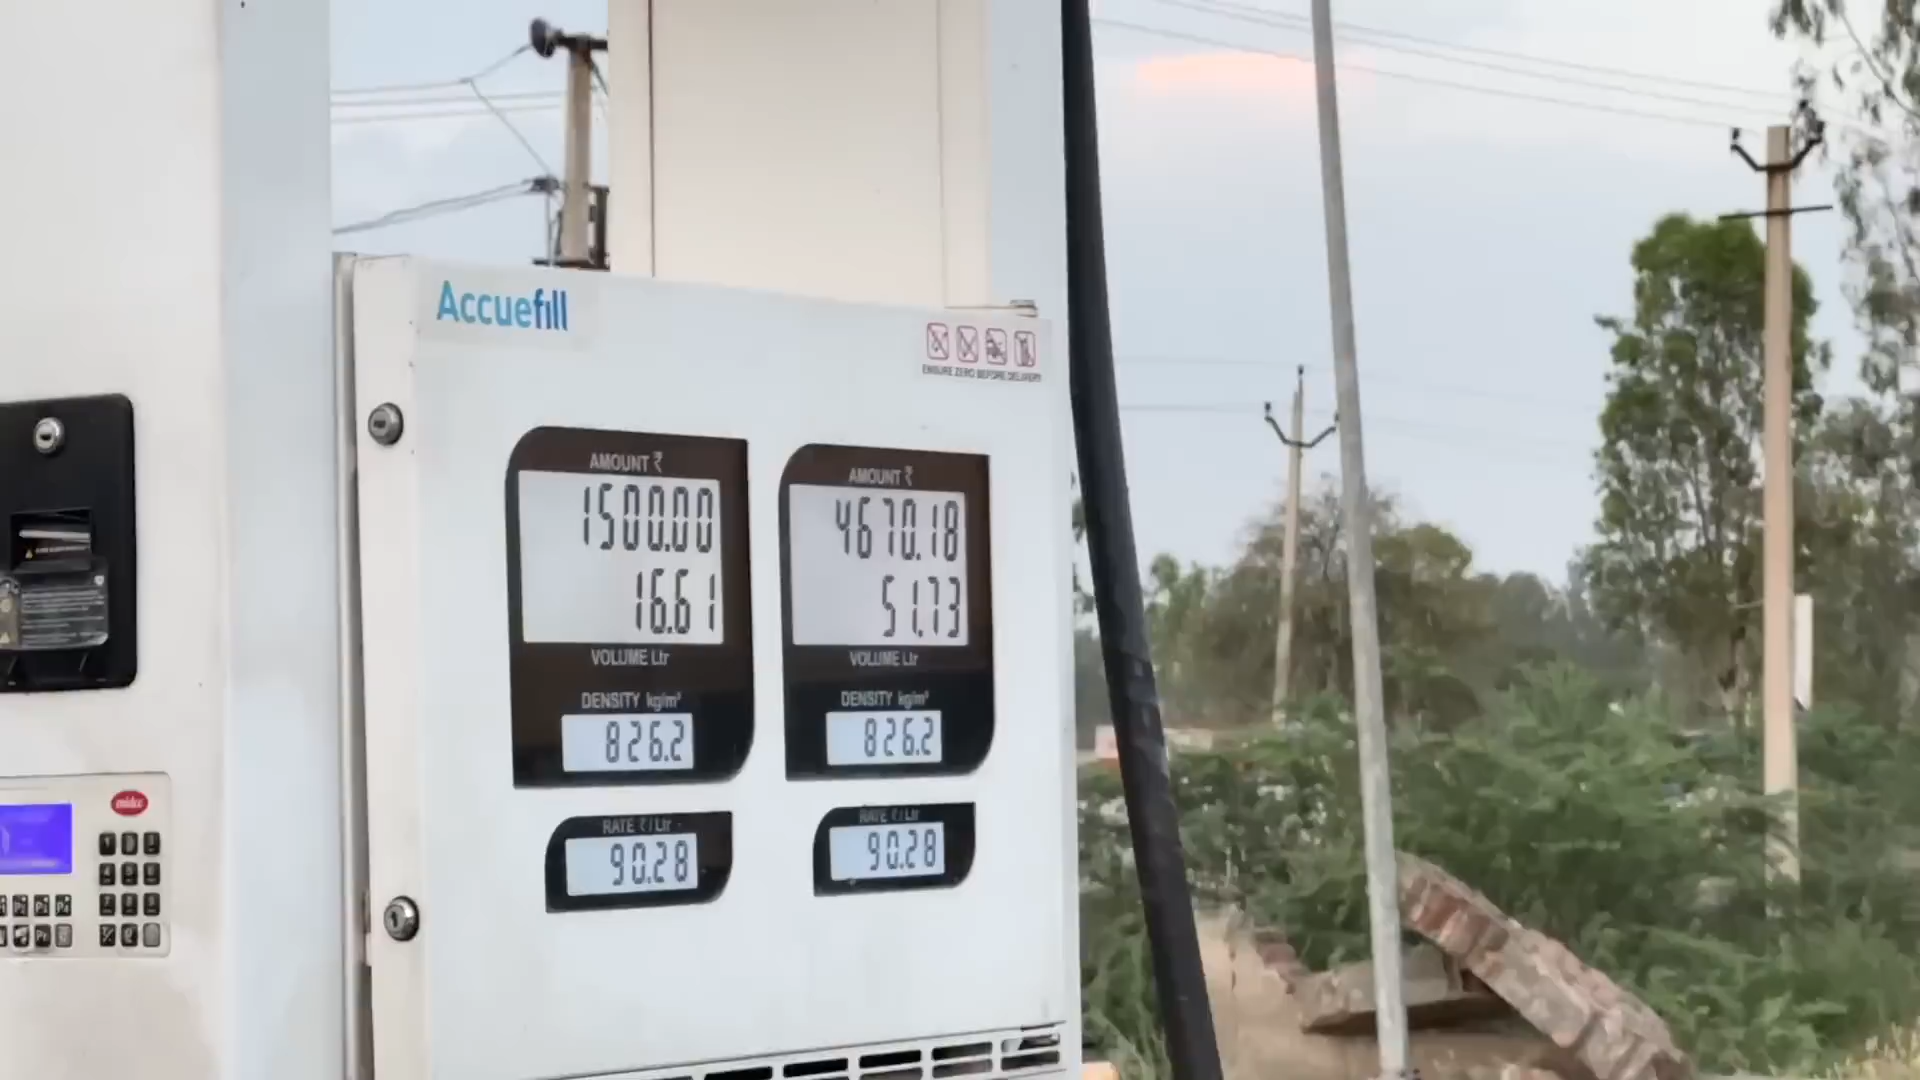 Accuefill
ENSURE ZERO BEFORE DELIVERY
AMOUNT ₹
1500.00
16.61
VOLUME Ltr
DENSITY kg/m³
826.2
RATE ₹/Ltr
90.28
AMOUNT ₹
4670.18
51.73
VOLUME Ltr
DENSITY kg/m³
826.2
RATE ₹/Ltr
90.28
midco